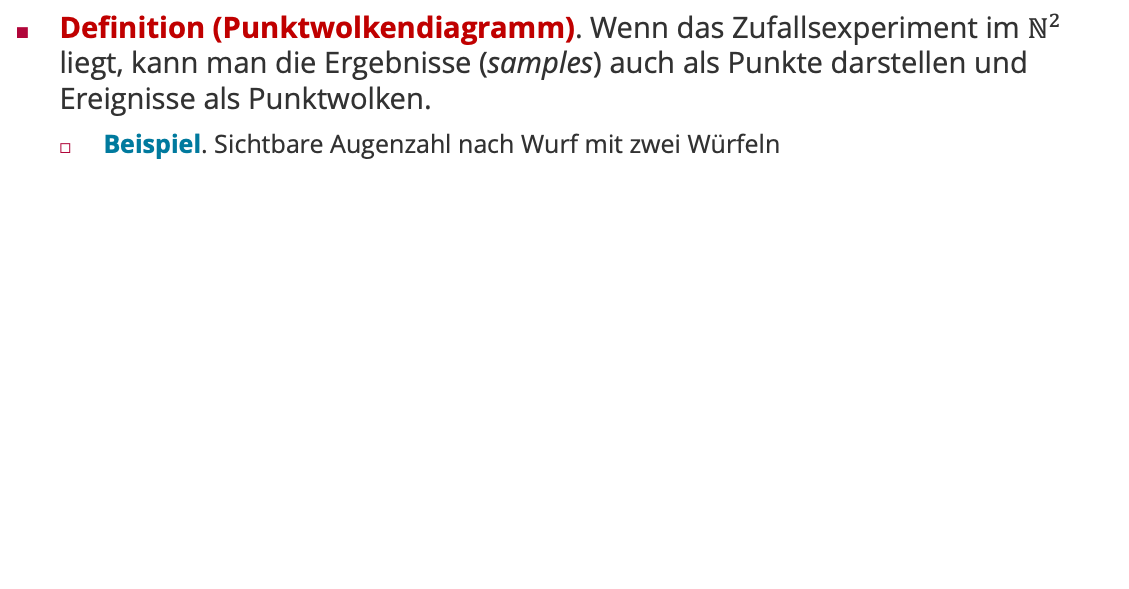 Definition (Punktwolkendiagramm). Wenn das Zufallsexperiment im ℕ²
liegt, kann man die Ergebnisse (samples) auch als Punkte darstellen und
Ereignisse als Punktwolken.
Beispiel. Sichtbare Augenzahl nach Wurf mit zwei Würfeln